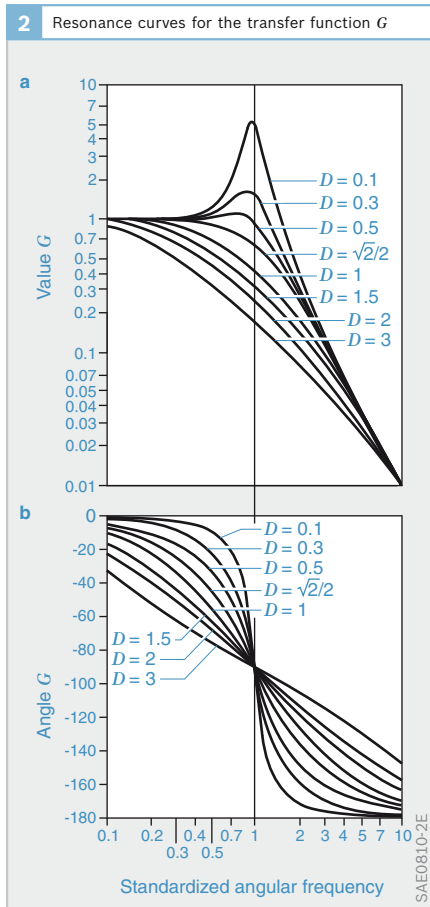 2 Resonance curves for the transfer function G
a
10
7
5
4
3
2
1
0.7
0.5
0.4
0.3
0.2
0.1
0.07
0.05
0.04
0.03
0.02
0.01
Value G
D = 0.1
D = 0.3
D = 0.5
D = √2/2
D = 1
D = 1.5
D = 2
D = 3
b
0
-20
-40
-60
-80
-100
-120
-140
-160
-180
Angle G
D = 0.1
D = 0.3
D = 0.5
D = √2/2
D = 1
D = 1.5
D = 2
D = 3
0.1 0.2 0.4 0.7 1 2 3 4 5 7 10
0.3 0.5
Standardized angular frequency
SAE0810-2E